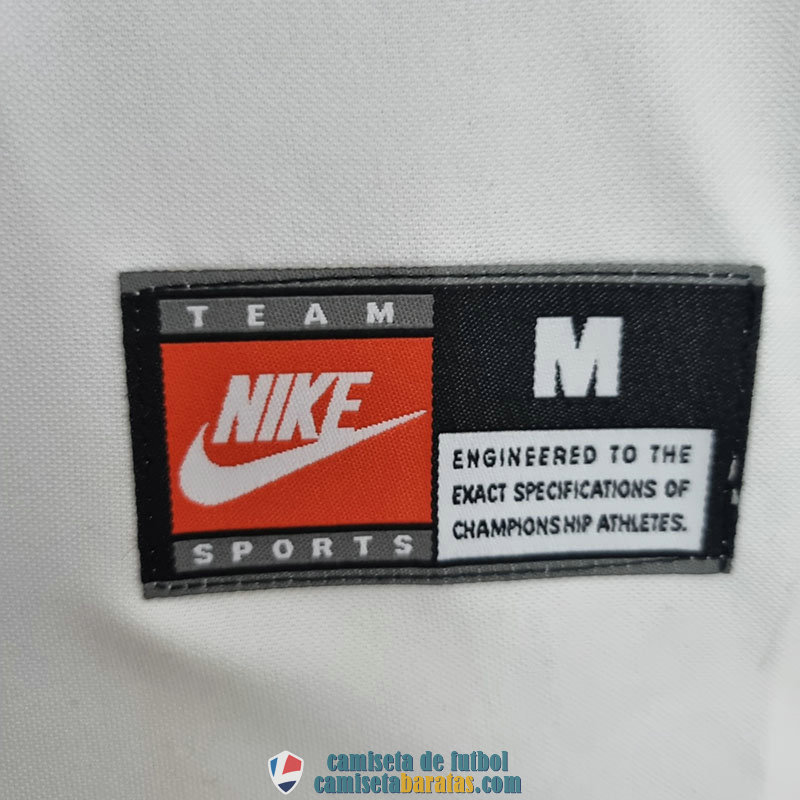 TEAM
NIKE
SPORTS
M
ENGINEERED TO THE
EXACT SPECIFICATIONS OF
CHAMPIONSHIP ATHLETES.
camiseta de futbol
camisetabaratas.com